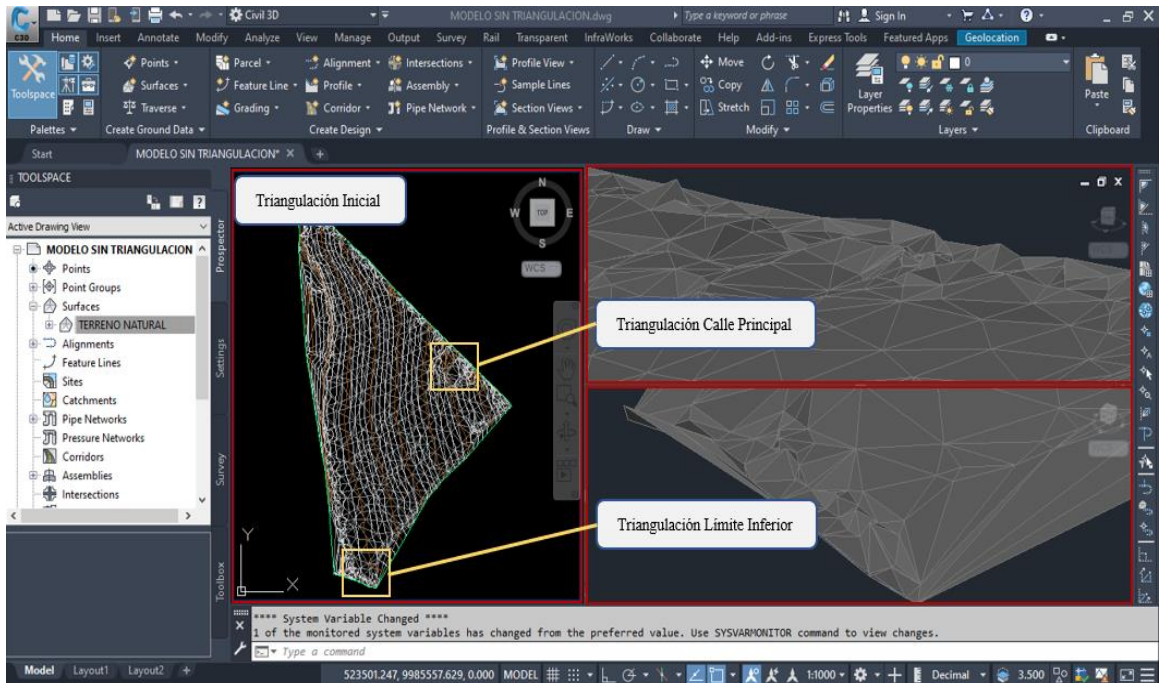 C3D
Civil 3D
MODELO SIN TRIANGULACION.dwg
Type a keyword or phrase
Sign In
Home Insert Annotate Modify Analyze View Manage Output Survey Rail Transparent InfraWorks Collaborate Help Add-ins Express Tools Featured Apps Geolocation
Toolspace
Points
Surfaces
Traverse
Parcel
Feature Line
Grading
Alignment
Profile
Corridor
Intersections
Assembly
Pipe Network
Profile View
Sample Lines
Section Views
Move
Copy
Stretch
Layer Properties
0
Paste
Palettes
Create Ground Data
Create Design
Profile & Section Views
Draw
Modify
Layers
Clipboard
Start
MODELO SIN TRIANGULACION*
TOOLSPACE
Active Drawing View
MODELO SIN TRIANGULACION
Points
Point Groups
Surfaces
TERRENO NATURAL
Alignments
Feature Lines
Sites
Catchments
Pipe Networks
Pressure Networks
Corridors
Assemblies
Intersections
Prospector
Settings
Survey
Toolbox
Triangulación Inicial
N
W
TOP
E
S
WCS
Triangulación Calle Principal
Triangulación Límite Inferior
Y
X
**** System Variable Changed ****
1 of the monitored system variables has changed from the preferred value. Use SYSVARMONITOR command to view changes.
Type a command
Model Layout1 Layout2
523501.247, 9985557.629, 0.000 MODEL
1:1000
Decimal
3.500